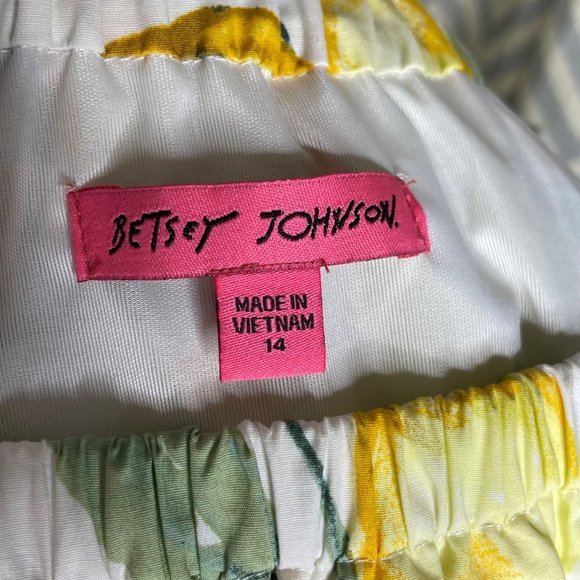 BETSEY JOHNSON.
MADE IN
VIETNAM
14